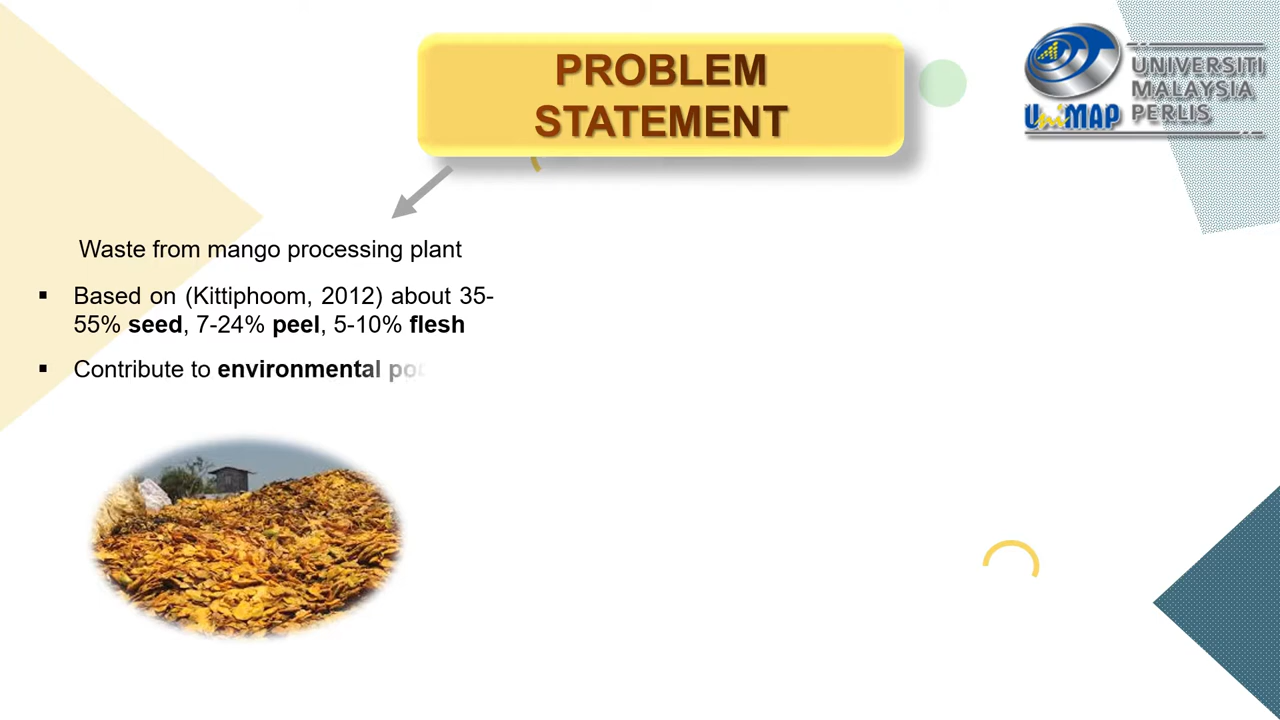 PROBLEM
STATEMENT
UNIVERSITI
MALAYSIA
PERLIS
UniMAP
Waste from mango processing plant
▪ Based on (Kittiphoom, 2012) about 35-
55% seed, 7-24% peel, 5-10% flesh
▪ Contribute to environmental